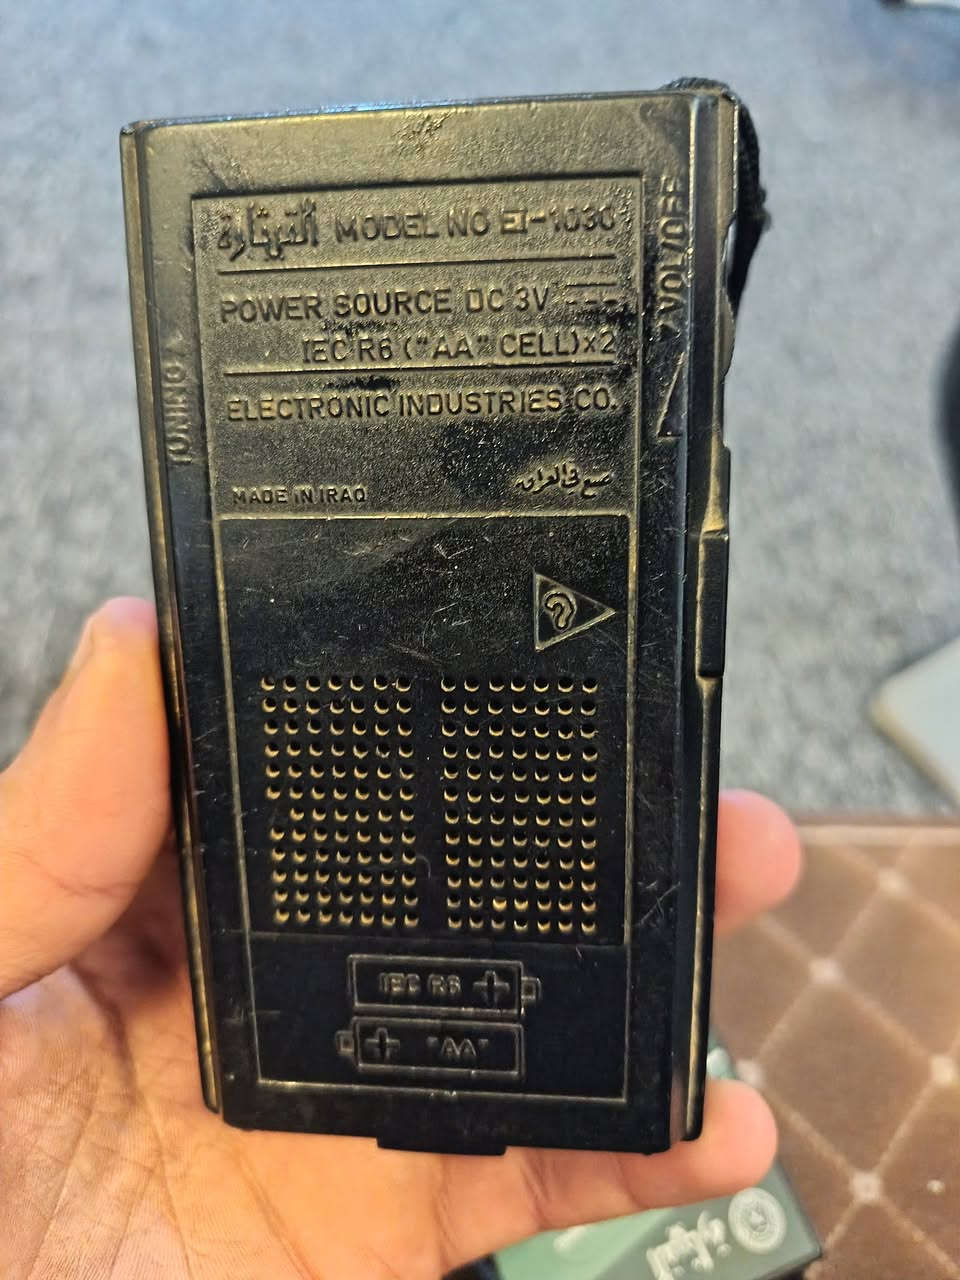 القيثارة MODEL NO EI-1030
POWER SOURCE DC 3V
IEC R6 ("AA" CELL)x2
ELECTRONIC INDUSTRIES CO.
MADE IN IRAQ صنع في العراق
TUNING
VOL/OFF
IEC R6 +
+ "AA"
القيثارة